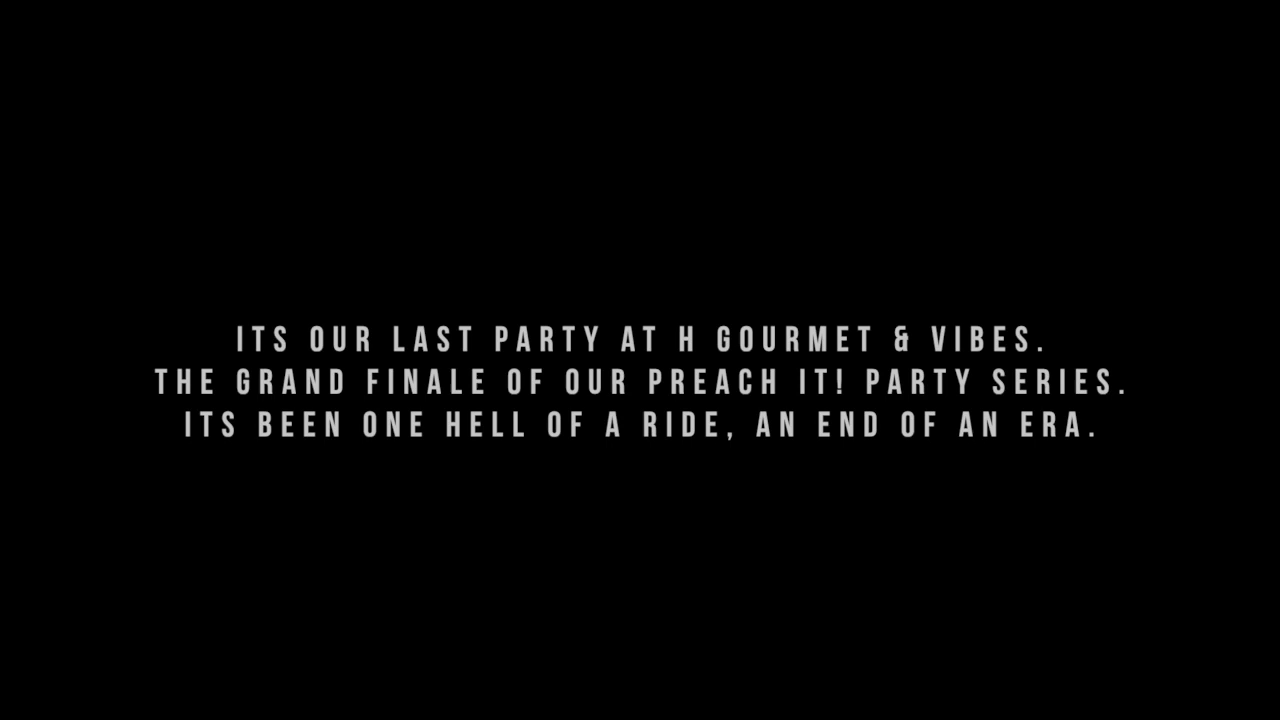 ITS OUR LAST PARTY AT H GOURMET & VIBES.
THE GRAND FINALE OF OUR PREACH IT! PARTY SERIES.
ITS BEEN ONE HELL OF A RIDE, AN END OF AN ERA.